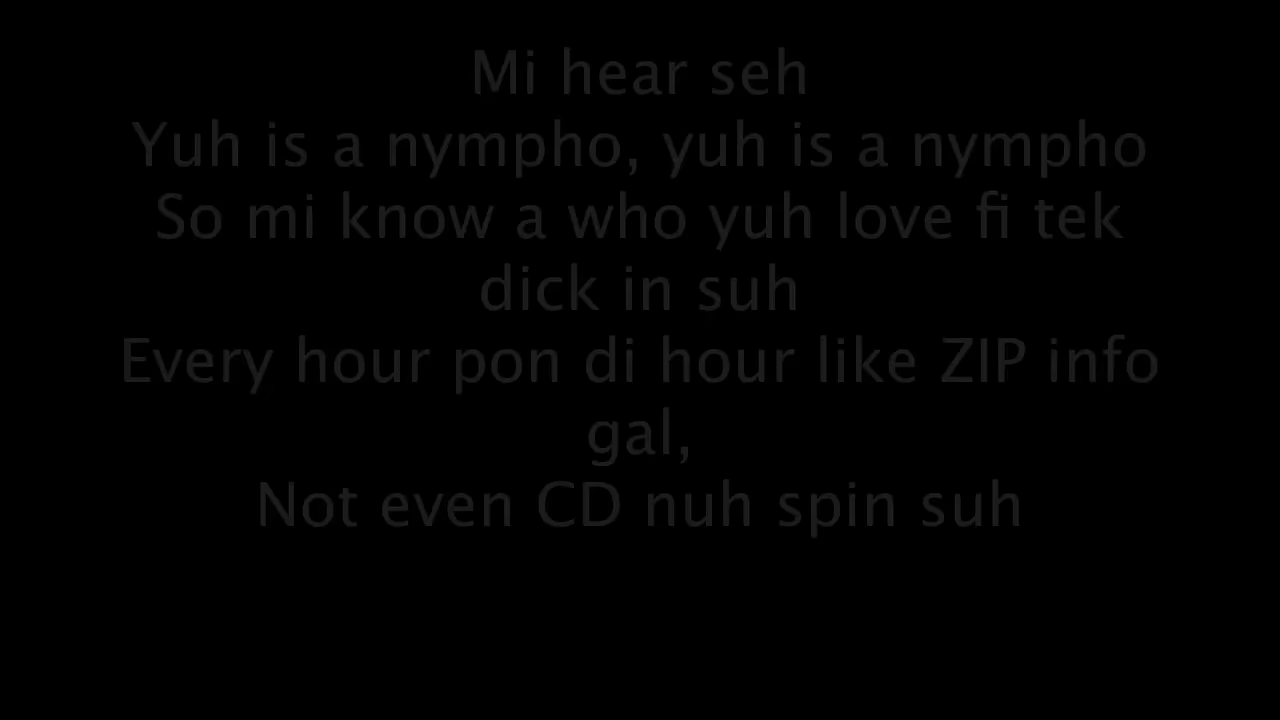 Mi hear seh
Yuh is a nympho, yuh is a nympho
So mi know a who yuh love fi tek
dick in suh
Every hour pon di hour like ZIP info
gal,
Not even CD nuh spin suh